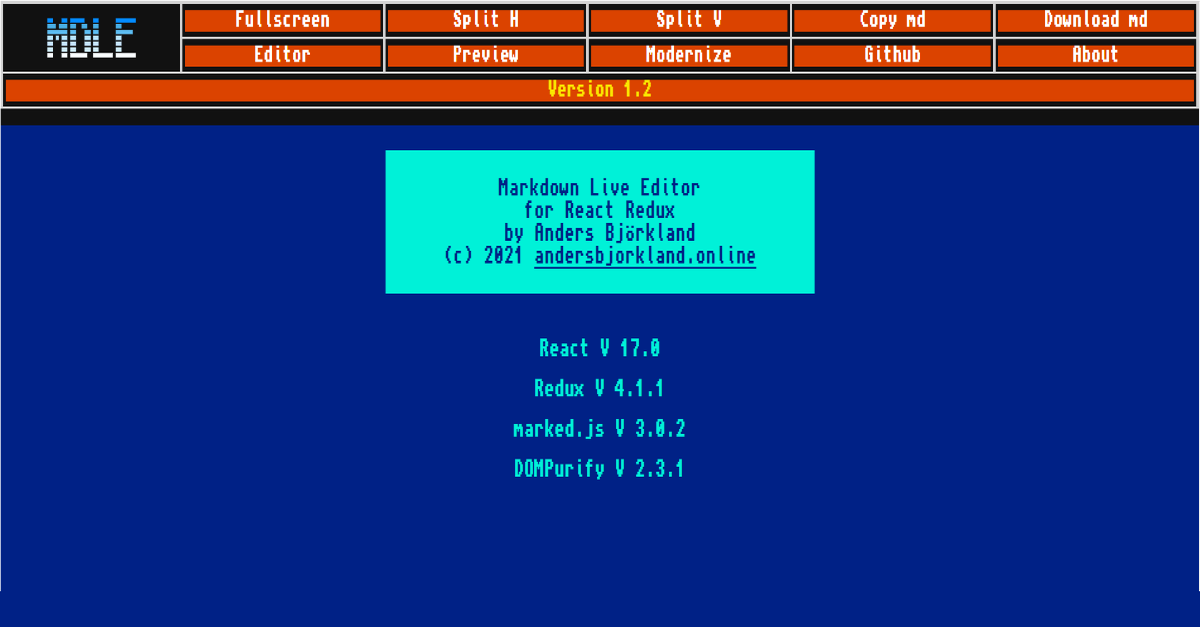 MDLE
Fullscreen
Split H
Split V
Copy md
Download md
Editor
Preview
Modernize
Github
About
Version 1.2
Markdown Live Editor
for React Redux
by Anders Björkland
(c) 2021 andersbjorkland.online
React V 17.0
Redux V 4.1.1
marked.js V 3.0.2
DOMPurify V 2.3.1